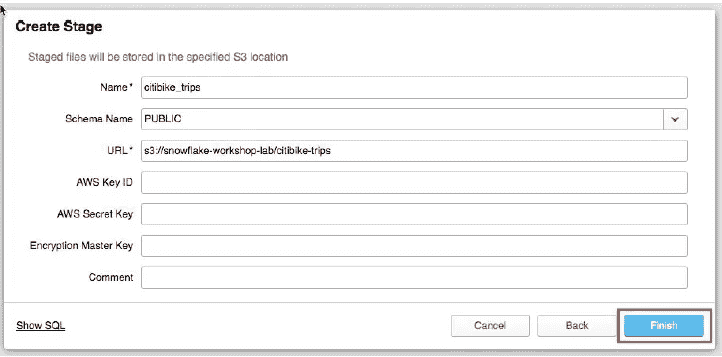 Create Stage
Staged files will be stored in the specified S3 location
Name* citibike_trips
Schema Name PUBLIC
URL* s3://snowflake-workshop-lab/citibike-trips
AWS Key ID
AWS Secret Key
Encryption Master Key
Comment
Show SQL Cancel Back Finish